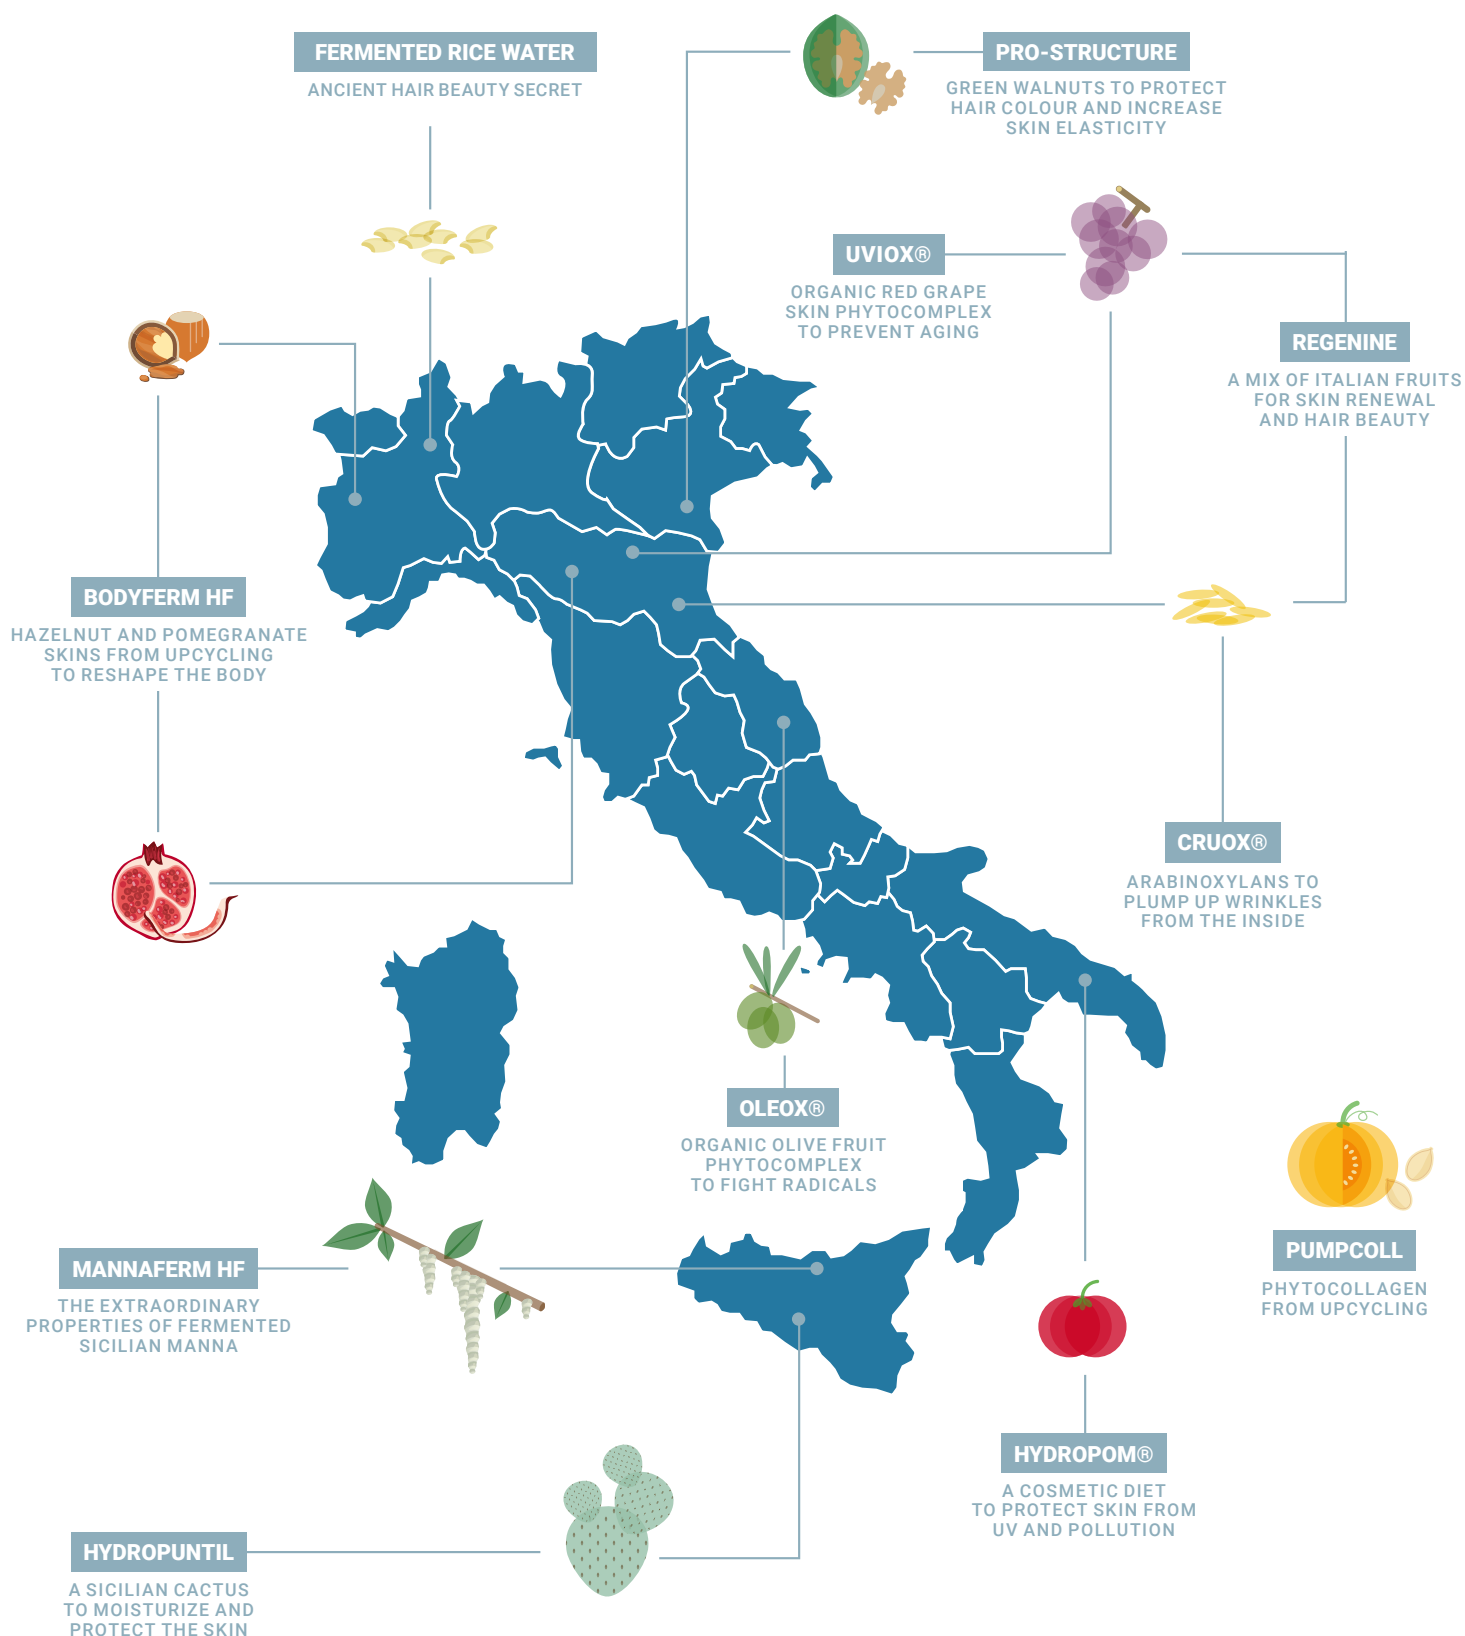 FERMENTED RICE WATER
ANCIENT HAIR BEAUTY SECRET
PRO-STRUCTURE
GREEN WALNUTS TO PROTECT
HAIR COLOUR AND INCREASE
SKIN ELASTICITY
UVIOX®
ORGANIC RED GRAPE
SKIN PHYTOCOMPLEX
TO PREVENT AGING
REGENINE
A MIX OF ITALIAN FRUITS
FOR SKIN RENEWAL
AND HAIR BEAUTY
BODYFERM HF
HAZELNUT AND POMEGRANATE
SKINS FROM UPCYCLING
TO RESHAPE THE BODY
CRUOX®
ARABINOXYLANS TO
PLUMP UP WRINKLES
FROM THE INSIDE
OLEOX®
ORGANIC OLIVE FRUIT
PHYTOCOMPLEX
TO FIGHT RADICALS
MANNAFERM HF
THE EXTRAORDINARY
PROPERTIES OF FERMENTED
SICILIAN MANNA
PUMPCOLL
PHYTOCOLLAGEN
FROM UPCYCLING
HYDROPOM®
A COSMETIC DIET
TO PROTECT SKIN FROM
UV AND POLLUTION
HYDROPUNTIL
A SICILIAN CACTUS
TO MOISTURIZE AND
PROTECT THE SKIN